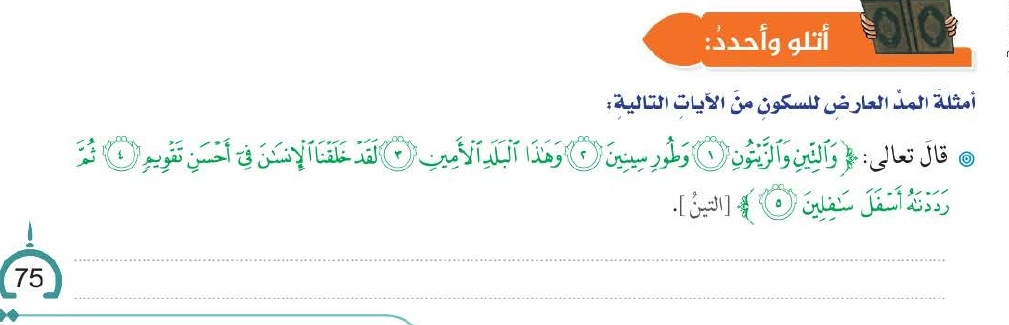 أتلو وأحددُ:
أمثلةَ المدِّ العارضِ للسكونِ منَ الآياتِ التاليةِ:
قالَ تعالى: ﴿ وَٱلتِّينِ وَٱلزَّيۡتُونِ ١ وَطُورِ سِينِينَ ٢ وَهَٰذَا ٱلۡبَلَدِ ٱلۡأَمِينِ ٣ لَقَدۡ خَلَقۡنَا ٱلۡإِنسَٰنَ فِيٓ أَحۡسَنِ تَقۡوِيمٖ ٤ ثُمَّ
رَدَدۡنَٰهُ أَسۡفَلَ سَٰفِلِينَ ٥ ﴾ [التينُ].
75